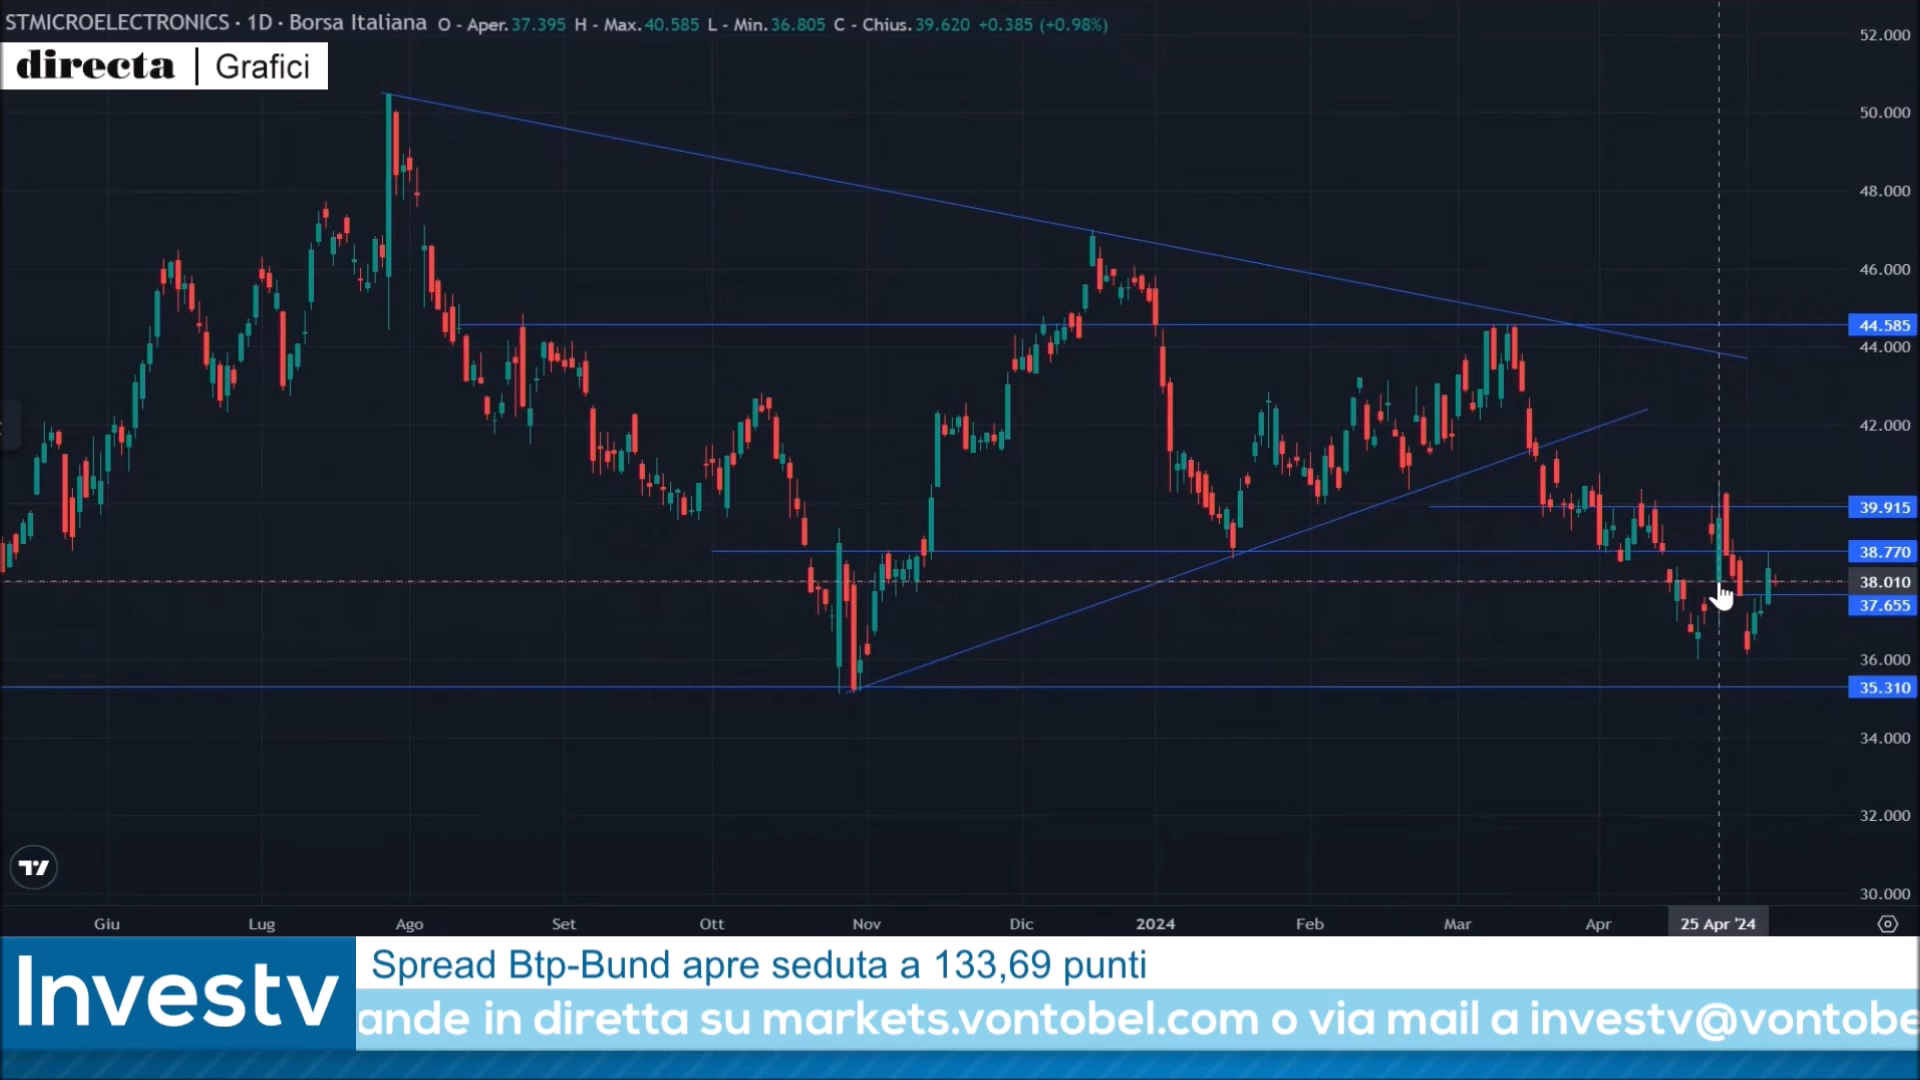 STMICROELECTRONICS · 1D · Borsa Italiana O - Aper. 37.395 H - Max. 40.585 L - Min. 36.805 C - Chius. 39.620 +0.385 (+0.98%)
directa | Grafici
52.000
50.000
48.000
46.000
44.585
44.000
42.000
39.915
38.770
38.010
37.655
36.000
35.310
34.000
32.000
30.000
Giu Lug Ago Set Ott Nov Dic 2024 Feb Mar Apr 25 Apr '24
Investv
Spread Btp-Bund apre seduta a 133,69 punti
ande in diretta su markets.vontobel.com o via mail a investv@vontobe